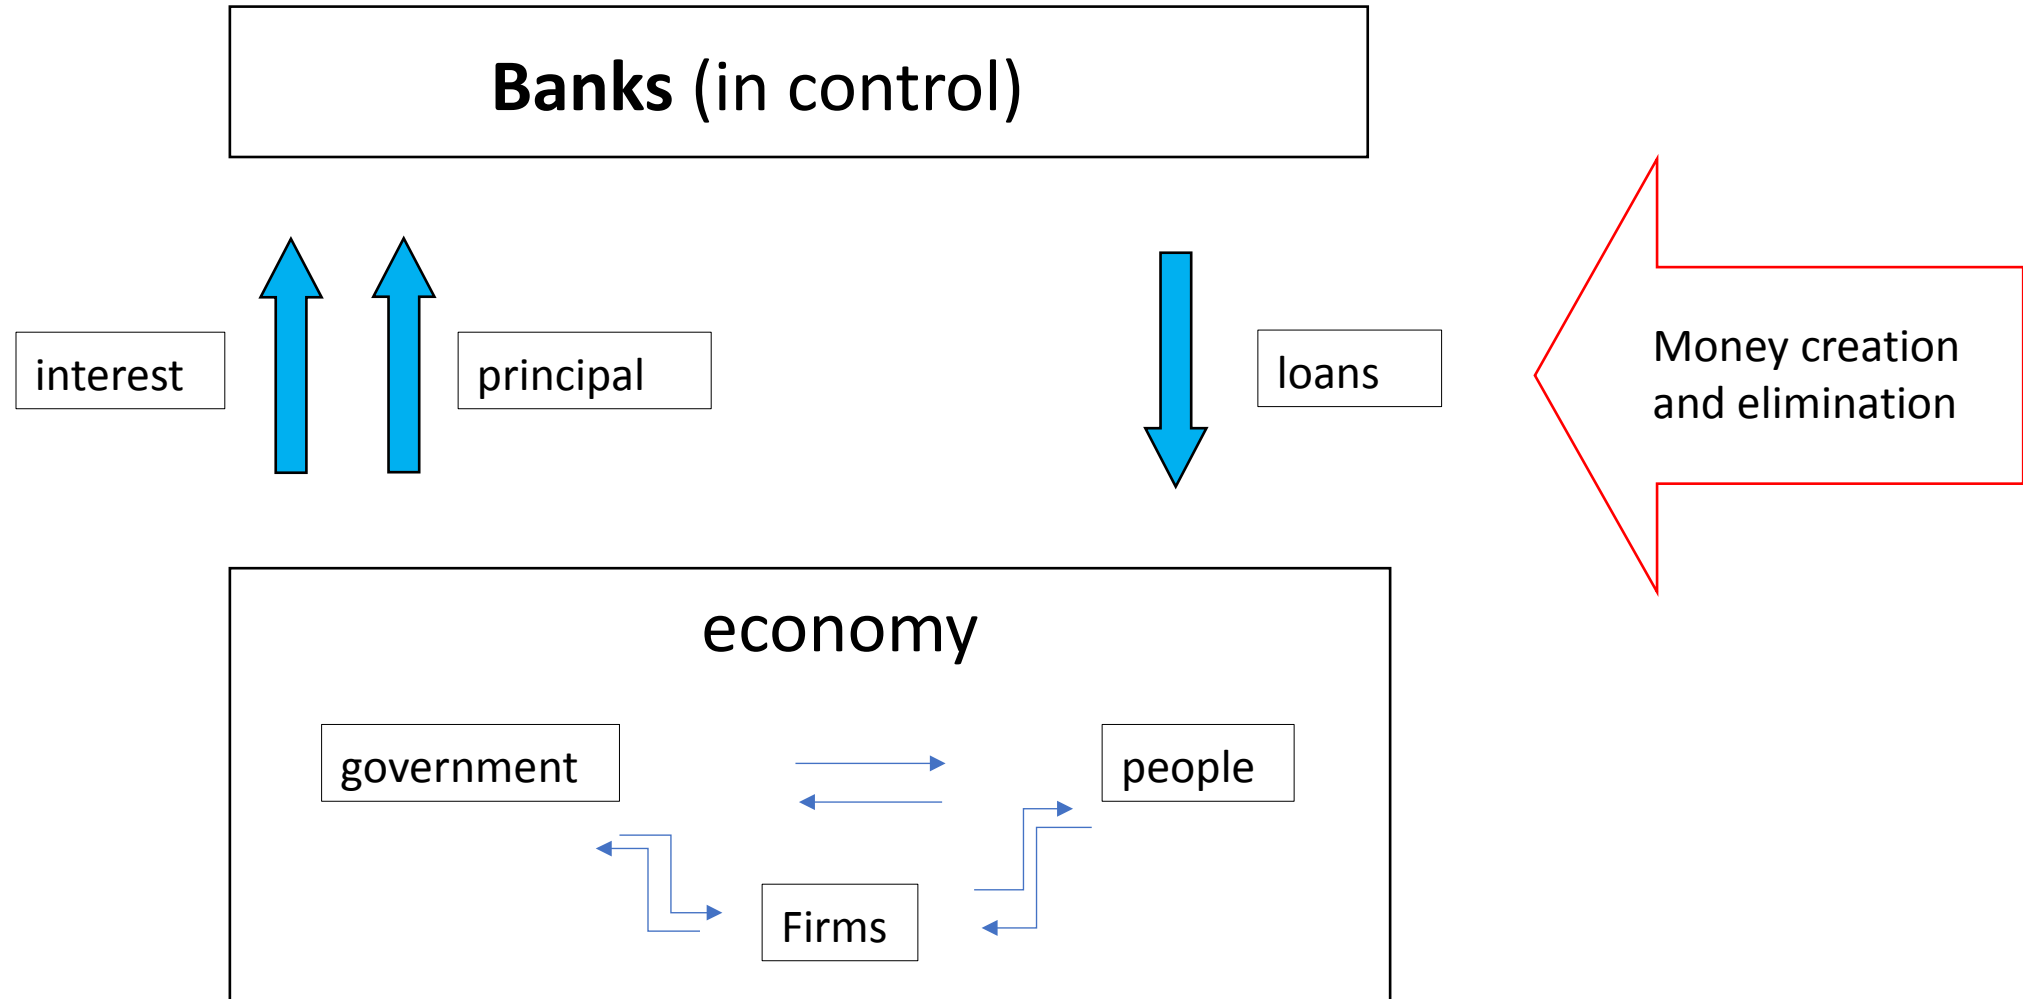 Banks (in control)
interest
principal
loans
Money creation
and elimination
economy
government
people
Firms